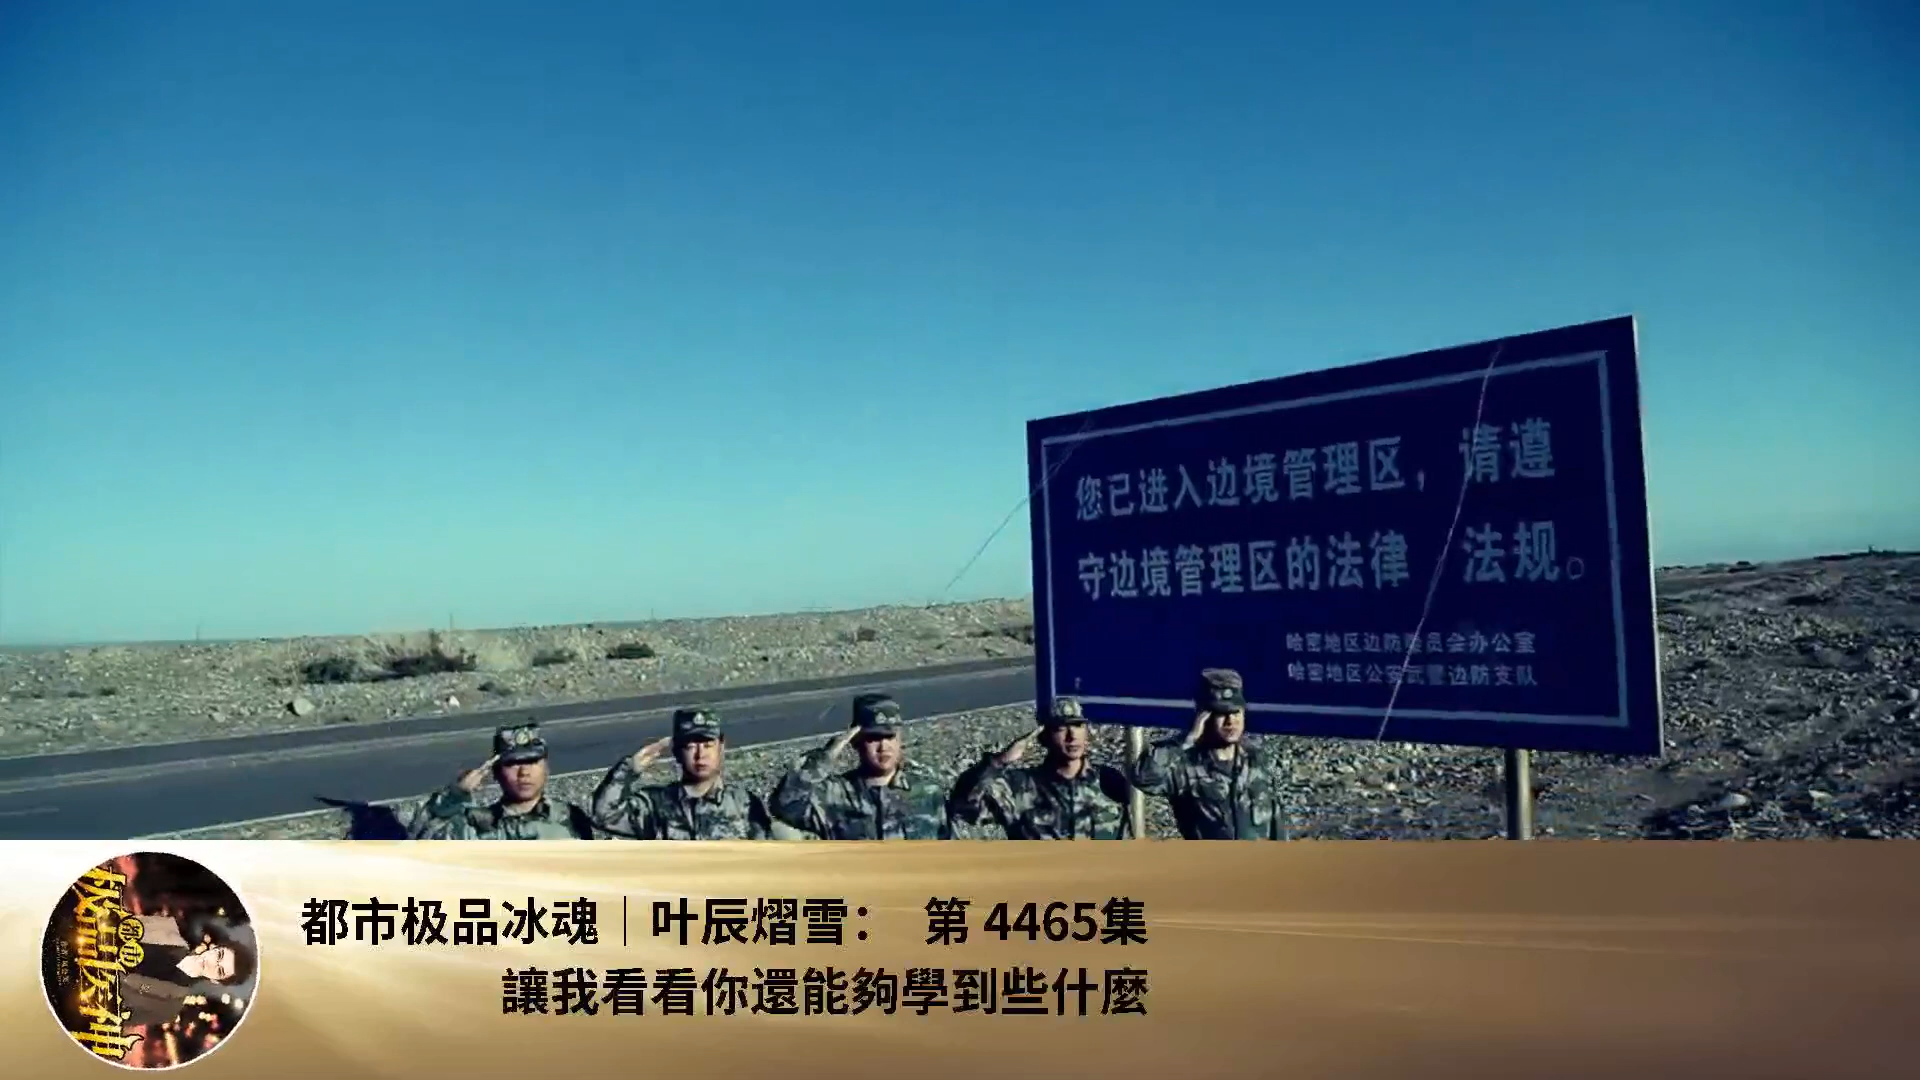 您已进入边境管理区，请遵
守边境管理区的法律 法规。
哈密地区边防委员会办公室
哈密地区公安武警边防支队
都市极品冰魂｜叶辰熠雪： 第 4465集
讓我看看你還能夠學到些什麼
都市